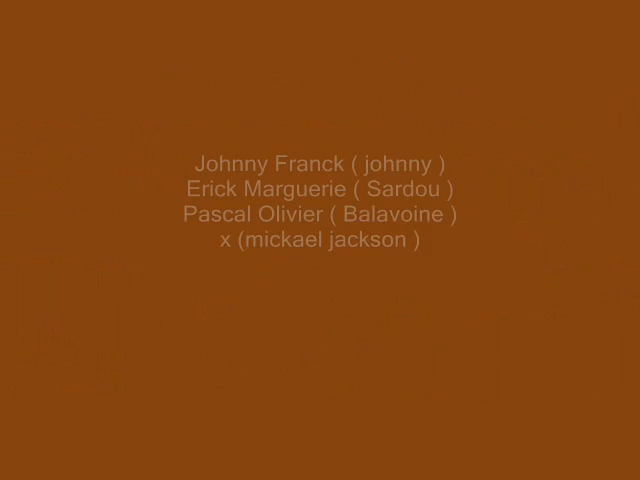 Johnny Franck ( johnny )
Erick Marguerie ( Sardou )
Pascal Olivier ( Balavoine )
x (mickael jackson )